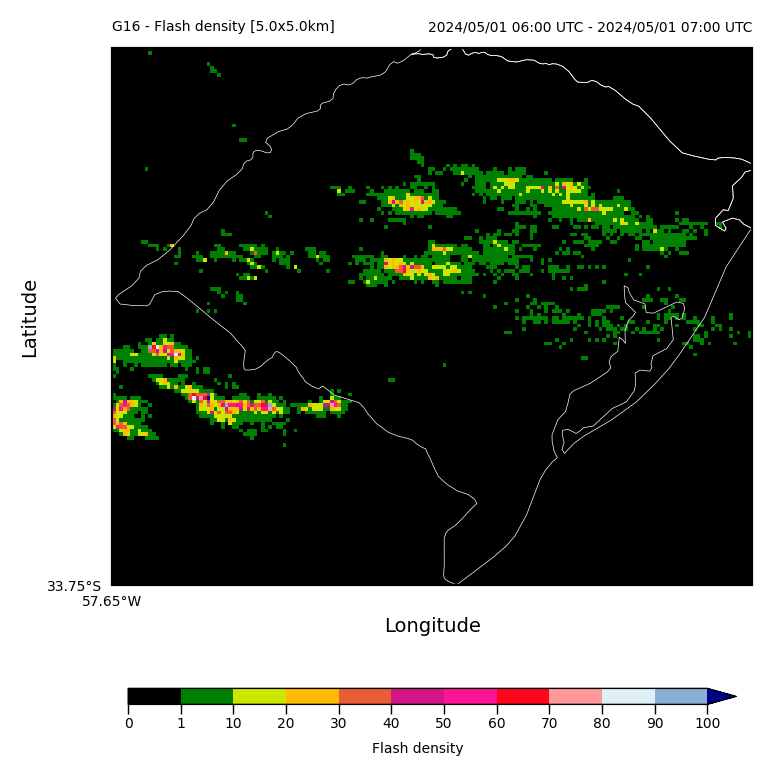 G16 - Flash density [5.0x5.0km]
2024/05/01 06:00 UTC - 2024/05/01 07:00 UTC
Latitude
33.75°S
57.65°W
Longitude
0 1 10 20 30 40 50 60 70 80 90 100
Flash density